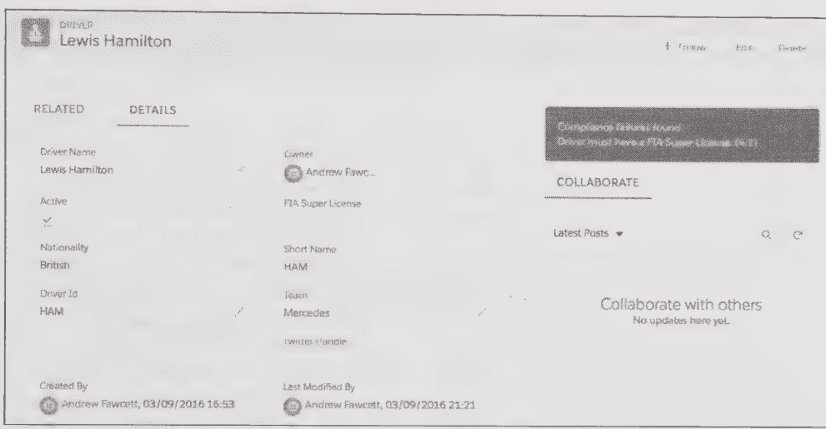 DRIVER
Lewis Hamilton
Follow Edit Delete
RELATED DETAILS
Compliance failures found
Driver must have a FIA Super License. (4.1)
Driver Name
Lewis Hamilton
Owner
Andrew Fawc...
COLLABORATE
Active
FIA Super License
Latest Posts
Nationality
British
Short Name
HAM
Driver Id
HAM
Team
Mercedes
Collaborate with others
No updates here yet.
Twitter Handle
Created By
Andrew Fawcett, 03/09/2016 16:53
Last Modified By
Andrew Fawcett, 03/09/2016 21:21